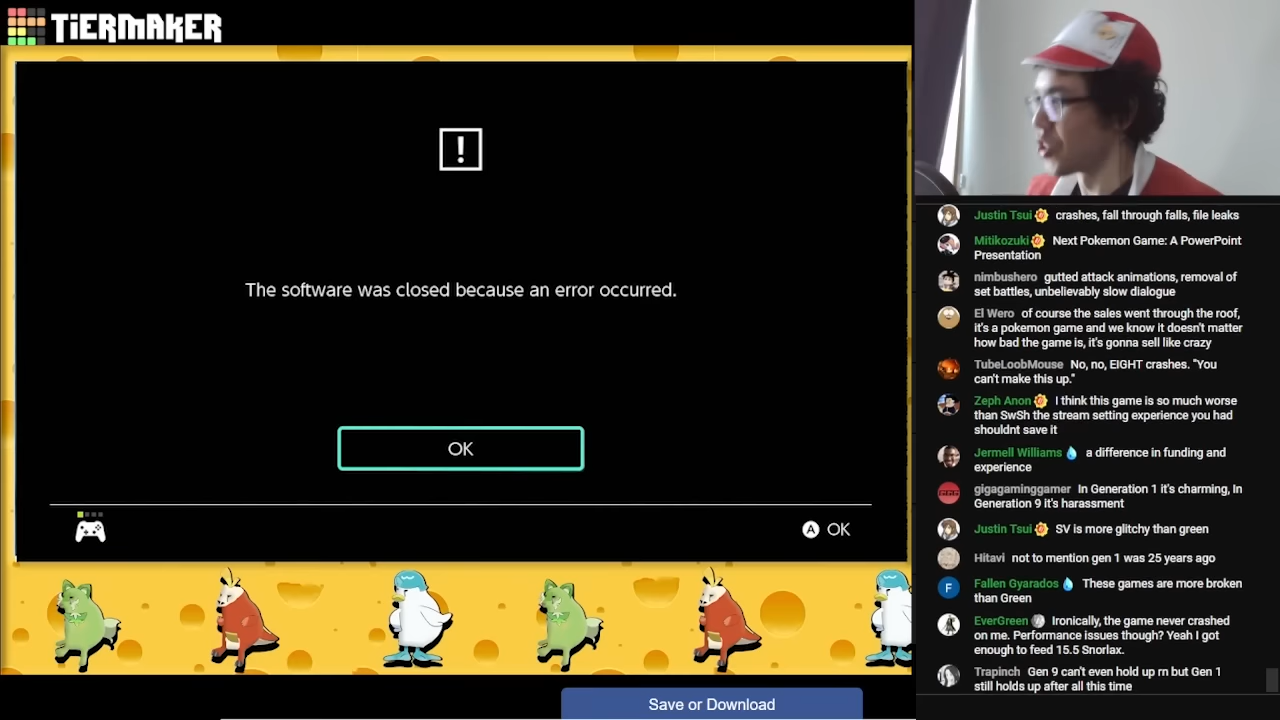 TiERMAKER
!
The software was closed because an error occurred.
OK
A OK
Save or Download
Justin Tsui crashes, fall through falls, file leaks
Mitikozuki Next Pokemon Game: A PowerPoint
Presentation
nimbushero gutted attack animations, removal of
set battles, unbelievably slow dialogue
El Wero of course the sales went through the roof,
it's a pokemon game and we know it doesn't matter
how bad the game is, it's gonna sell like crazy
TubeLoobMouse No, no, EIGHT crashes. "You
can't make this up."
Zeph Anon I think this game is so much worse
than SwSh the stream setting experience you had
shouldnt save it
Jermell Williams a difference in funding and
experience
gigagaminggamer In Generation 1 it's charming, In
Generation 9 it's harassment
Justin Tsui SV is more glitchy than green
Hitavi not to mention gen 1 was 25 years ago
F
Fallen Gyarados These games are more broken
than Green
EverGreen Ironically, the game never crashed
on me. Performance issues though? Yeah I got
enough to feed 15.5 Snorlax.
Trapinch Gen 9 can't even hold up rn but Gen 1
still holds up after all this time